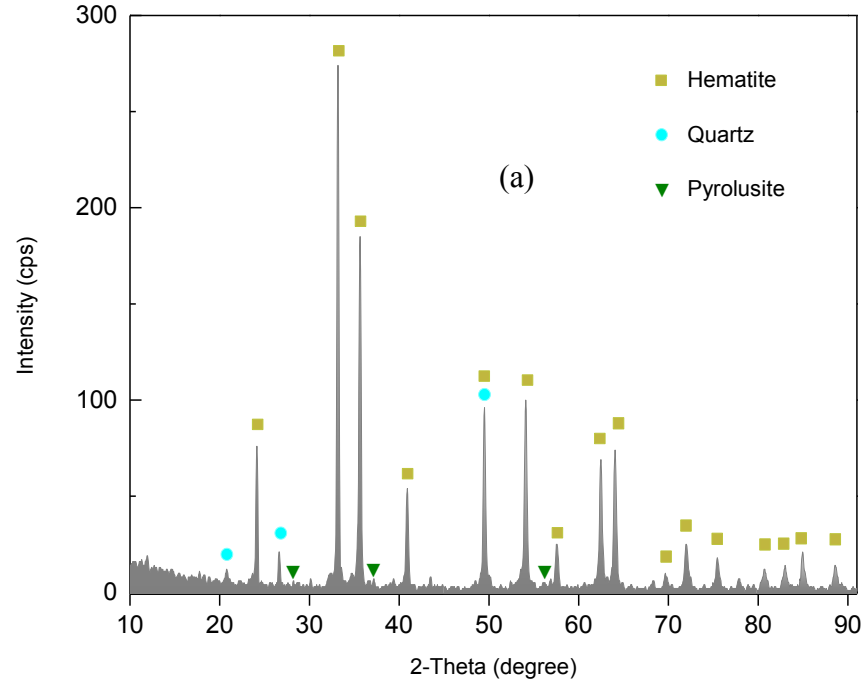 300
Hematite
Quartz
(a)
Pyrolusite
200
Intensity (cps)
100
0
10 20 30 40 50 60 70 80 90
2-Theta (degree)